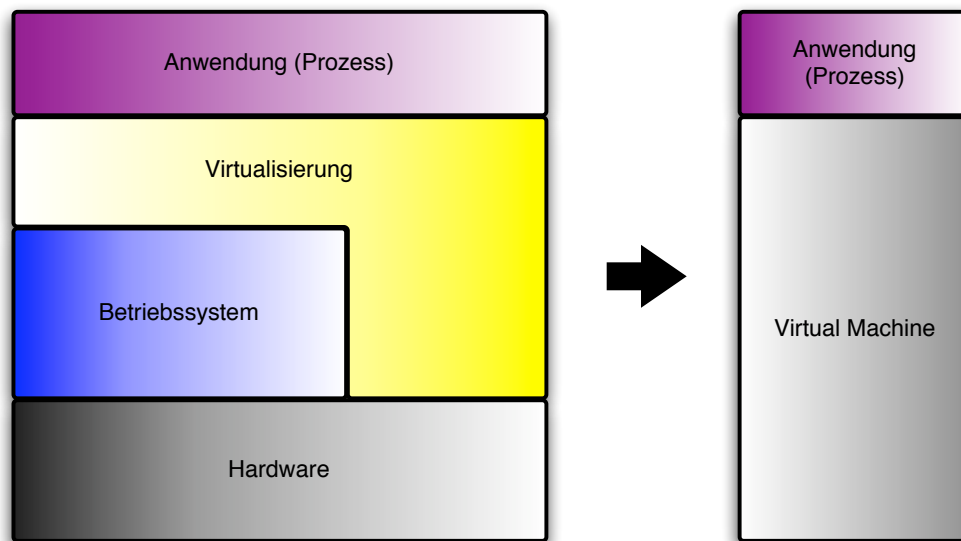 Anwendung (Prozess)
Virtualisierung
Betriebssystem
Hardware
Anwendung
(Prozess)
Virtual Machine